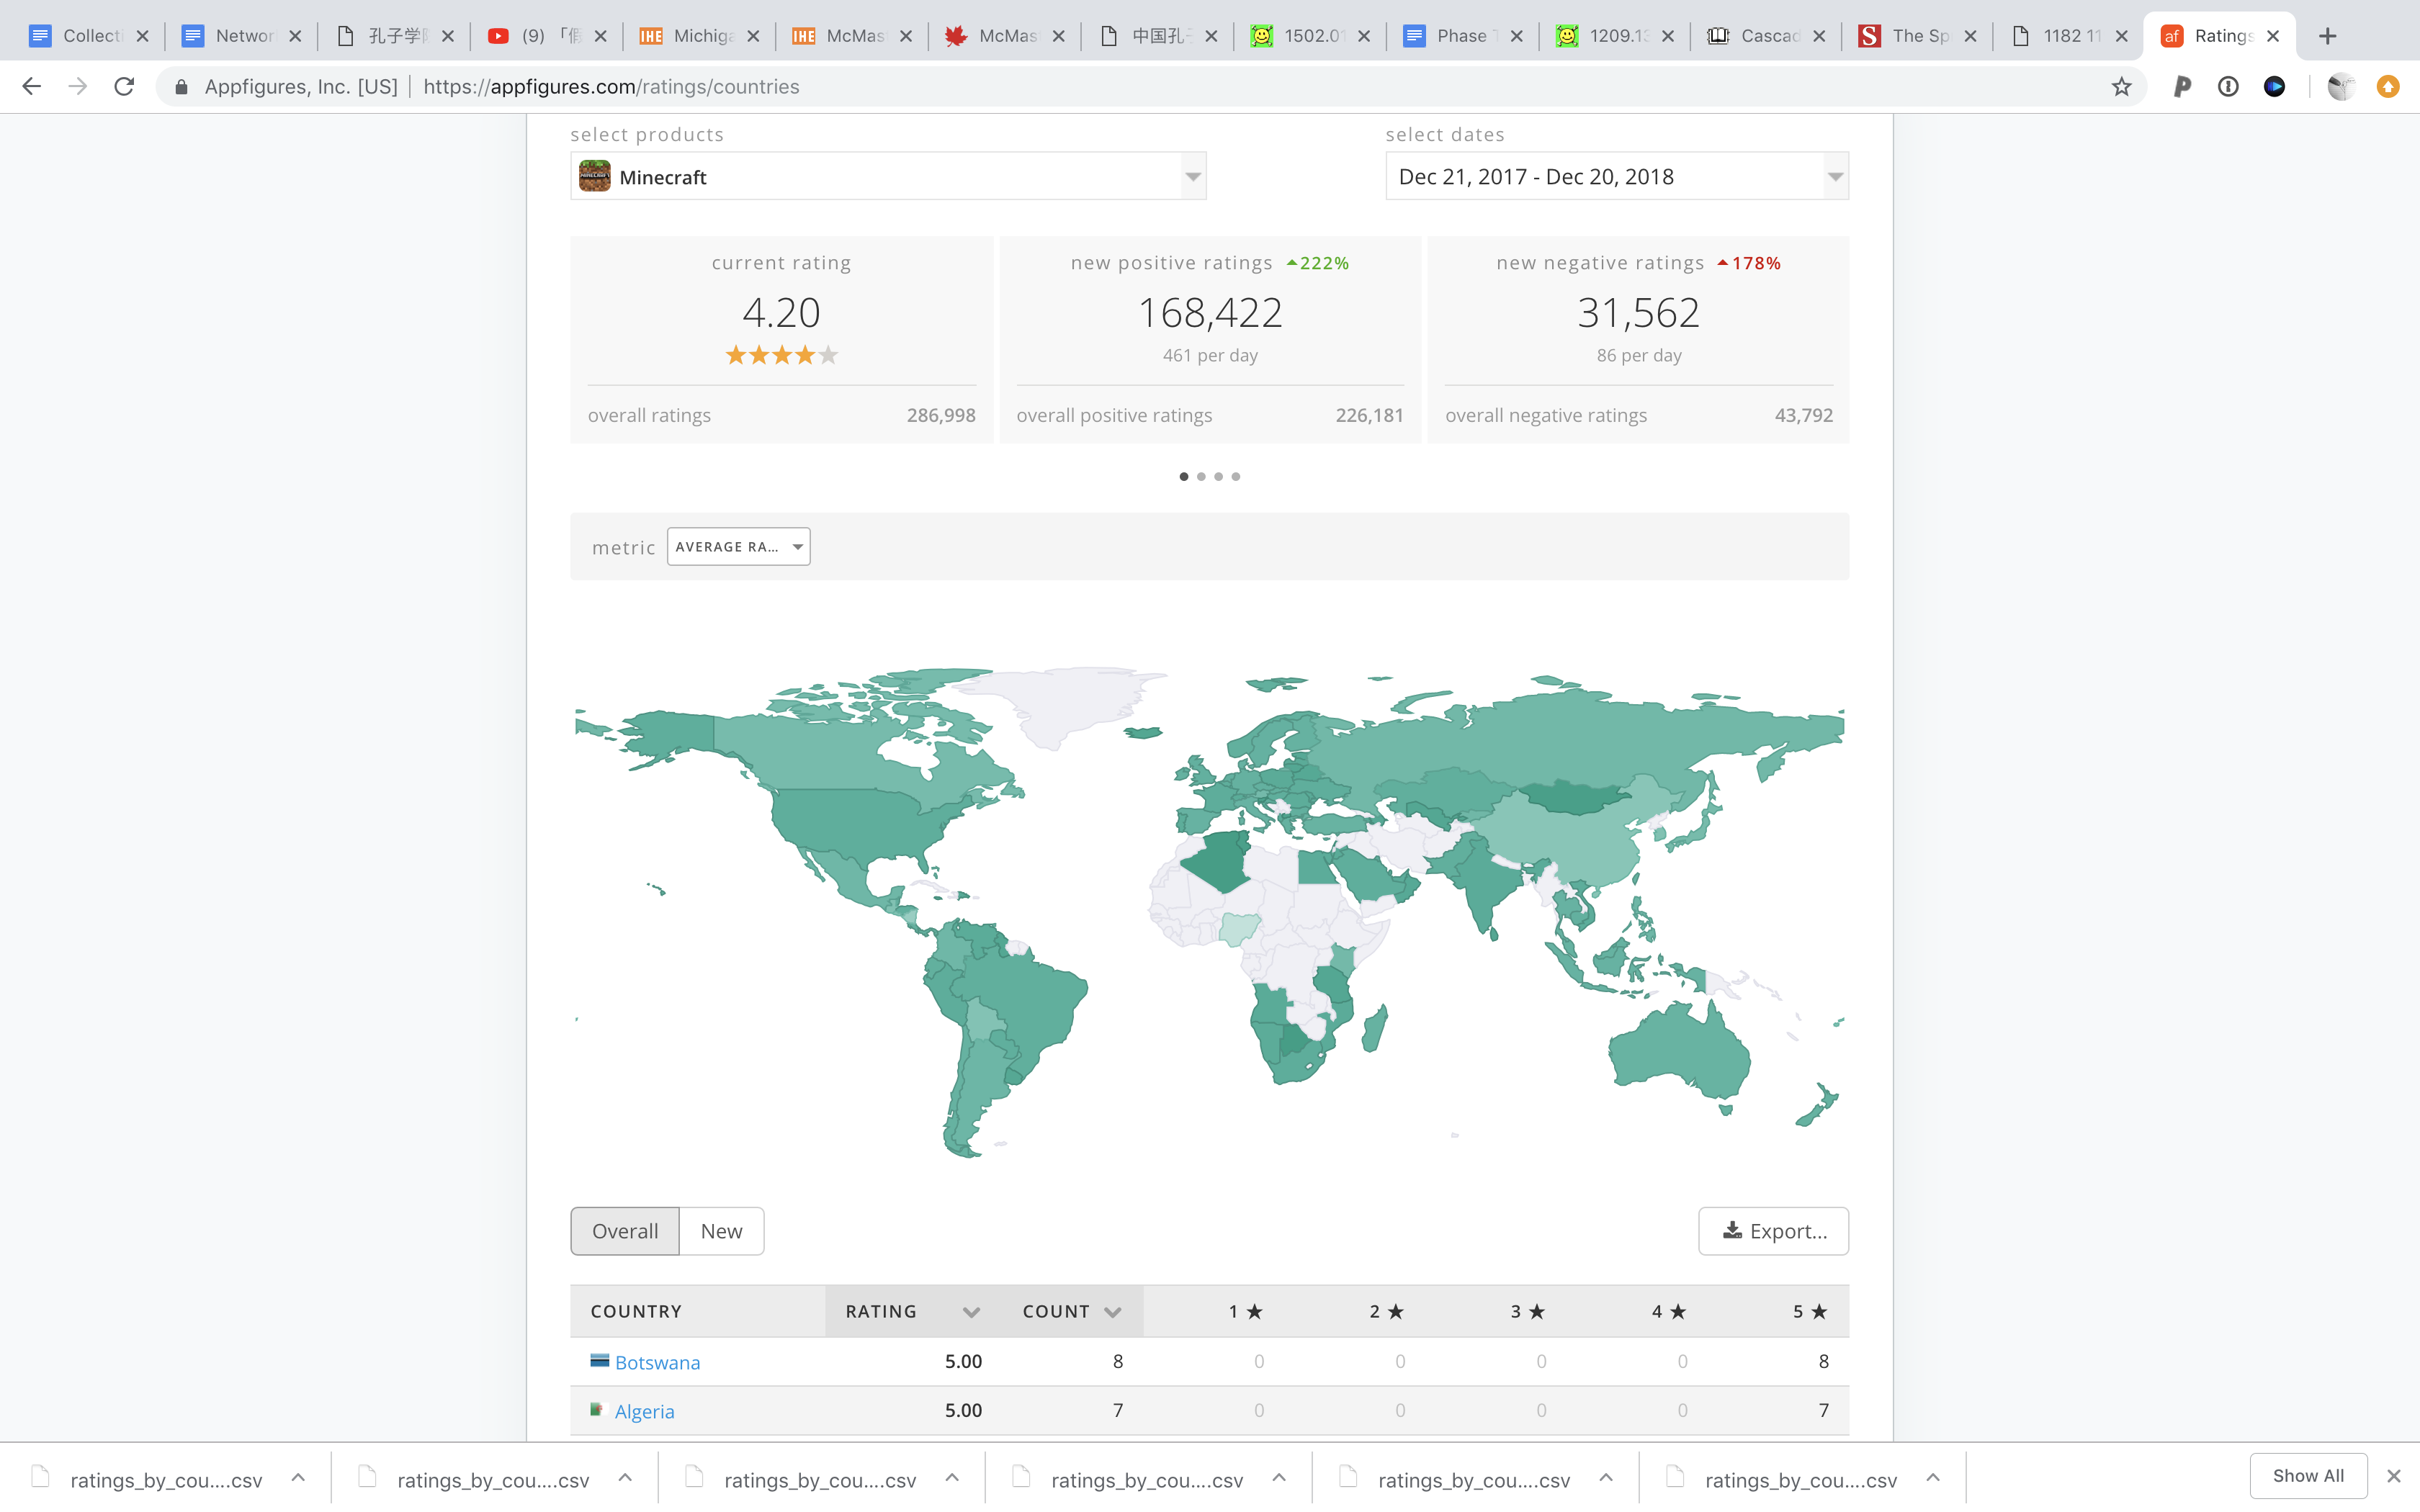 Collect
Networ
孔子学
(9) 「
Michiga
McMas
McMas
中国孔子
1502.01
Phase T
1209.13
Cascad
The Sp
1182 11
Ratings
Appfigures, Inc. [US] | https://appfigures.com/ratings/countries
select products
select dates
Minecraft
Dec 21, 2017 - Dec 20, 2018
current rating
new positive ratings 222%
new negative ratings 178%
4.20
168,422
31,562
461 per day
86 per day
overall ratings 286,998
overall positive ratings 226,181
overall negative ratings 43,792
metric AVERAGE RA...
Overall
New
Export...
COUNTRY RATING COUNT 1 ★ 2 ★ 3 ★ 4 ★ 5 ★
Botswana 5.00 8 0 0 0 0 8
Algeria 5.00 7 0 0 0 0 7
ratings_by_cou....csv
ratings_by_cou....csv
ratings_by_cou....csv
ratings_by_cou....csv
ratings_by_cou....csv
ratings_by_cou....csv
Show All